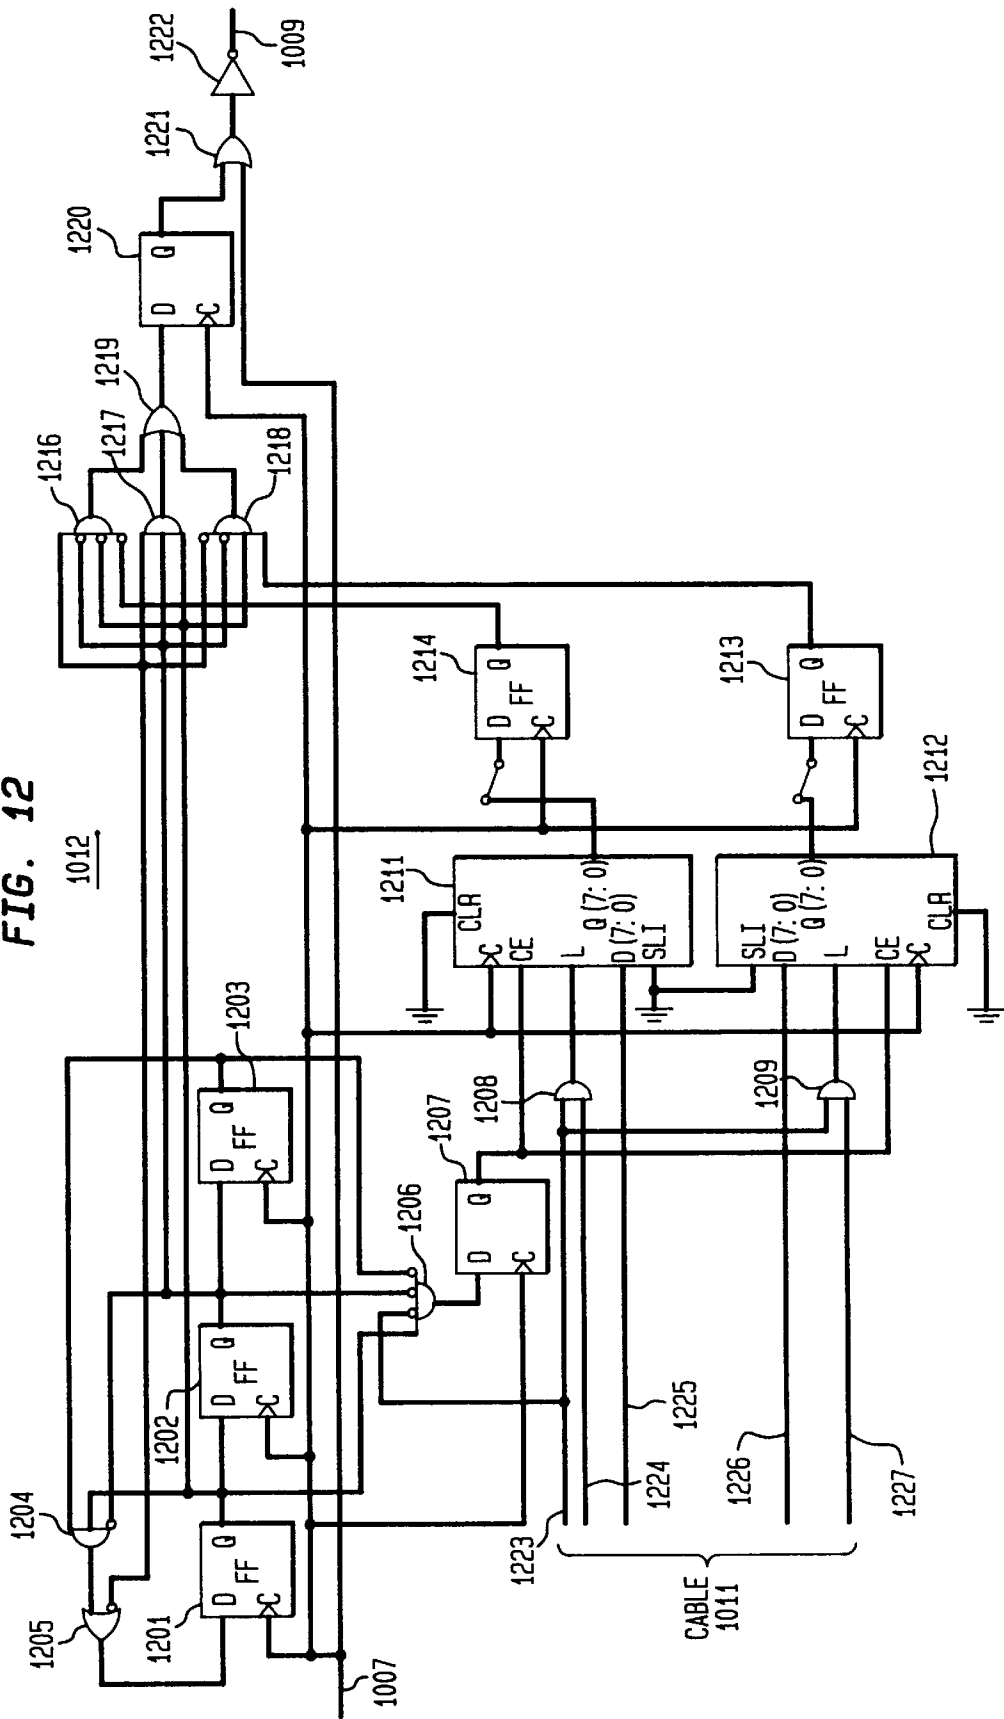 FIG. 12
1012
1222
1009
1221
1220
D
Q
C
1219
1217
1216
1218
1214
D
Q
FF
C
1213
D
Q
FF
C
1211
CLR
C
CE
L
Q (7: 0)
D (7: 0)
SLI
1212
SLI
D (7: 0)
Q (7: 0)
L
CE
C
CLR
1203
D
Q
FF
C
1208
1209
1207
D
Q
C
1206
1202
D
Q
FF
C
1204
1205
1201
D
Q
FF
C
1007
1223
1224
1225
1226
1227
CABLE
1011